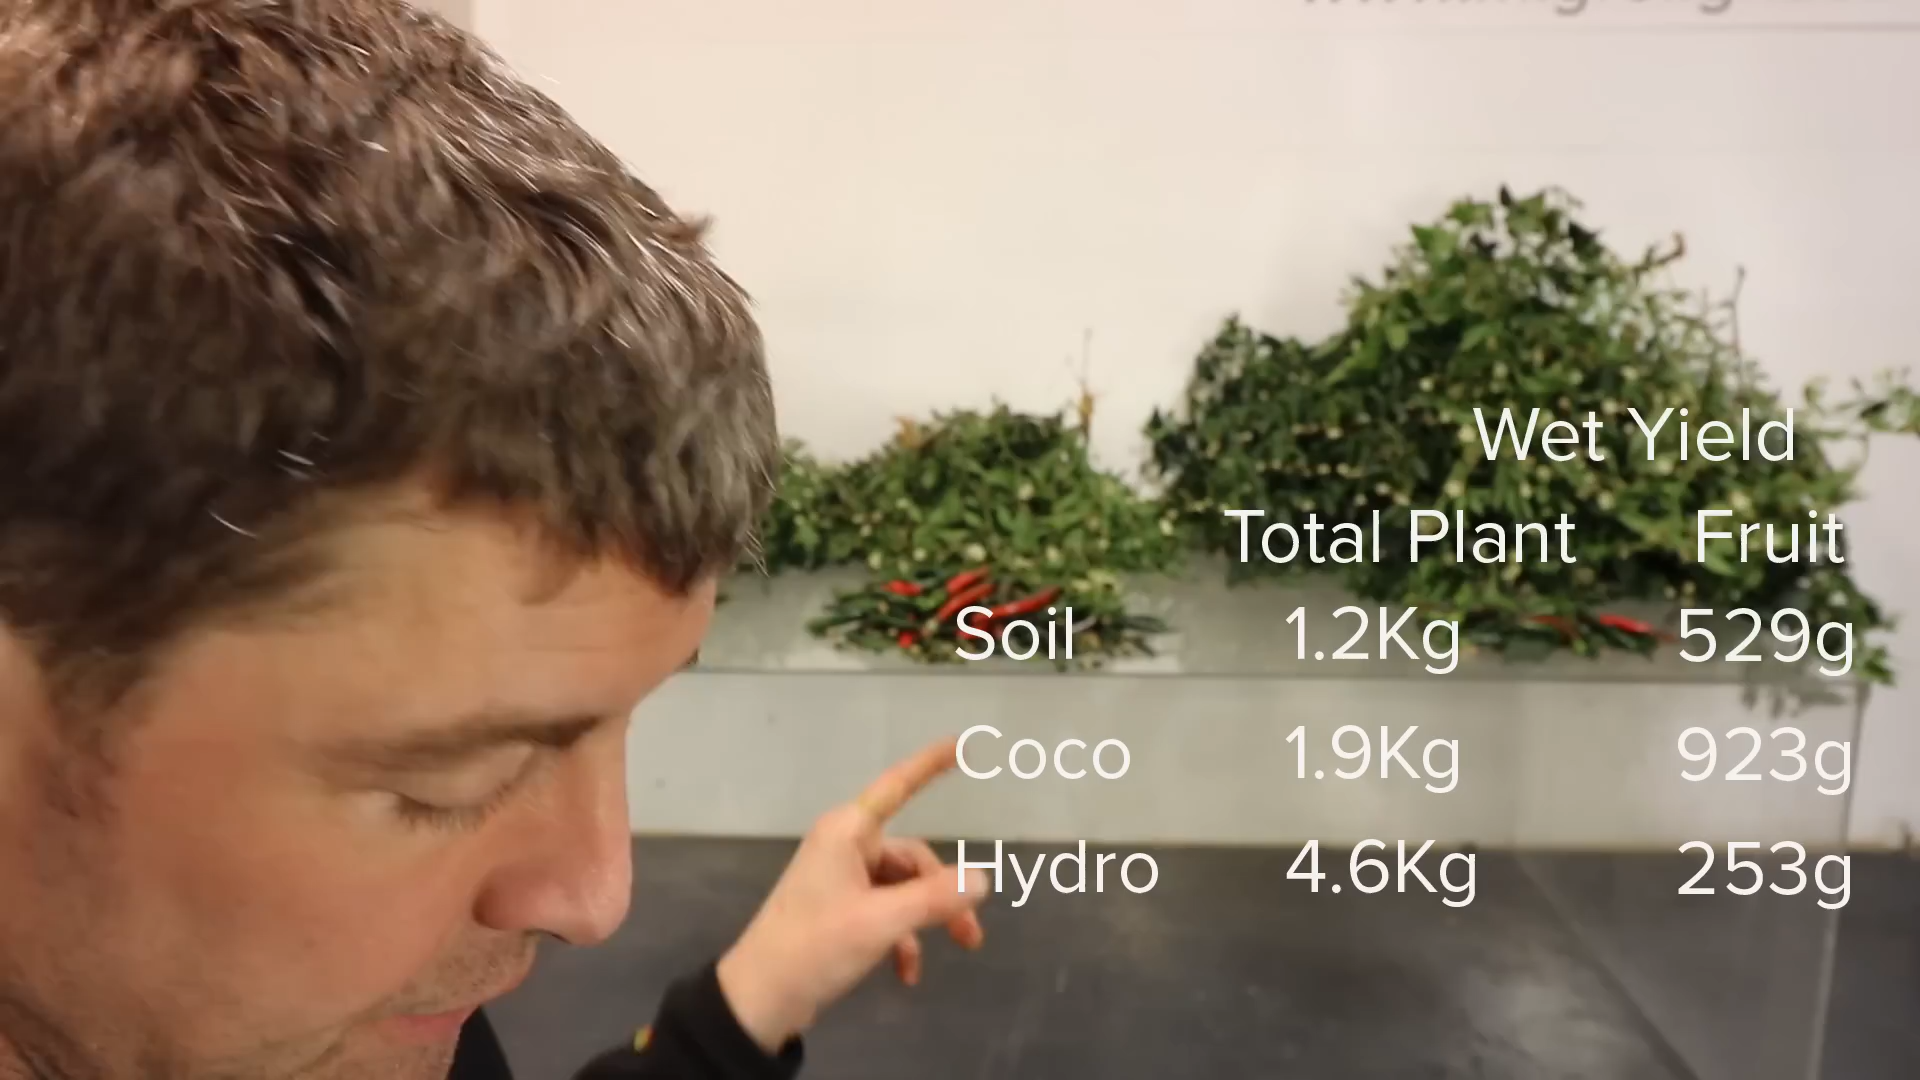 Wet Yield
Total Plant Fruit
Soil 1.2Kg 529g
Coco 1.9Kg 923g
Hydro 4.6Kg 253g